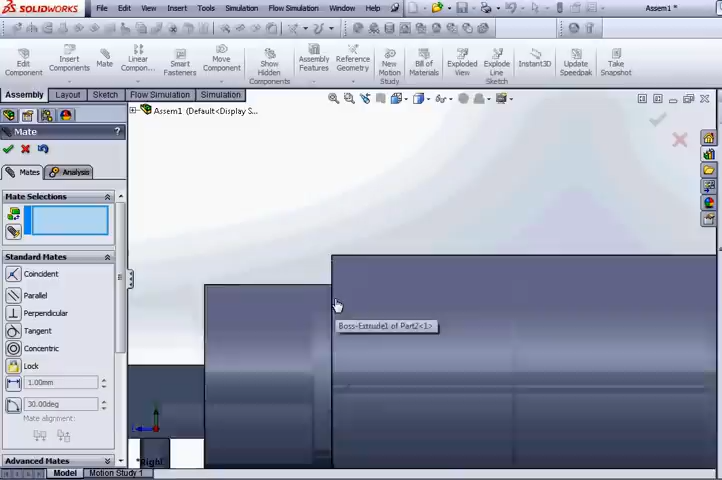 SOLIDWORKS File Edit View Insert Tools Simulation Flow Simulation Window Help Assem1 *
Edit Component
Insert Components
Mate
Linear Compon...
Smart Fasteners
Move Component
Show Hidden Components
Assembly Features
Reference Geometry
New Motion Study
Bill of Materials
Exploded View
Explode Line Sketch
Instant3D
Update Speedpak
Take Snapshot
Assembly Layout Sketch Flow Simulation Simulation
Assem1 (Default<Display S...
Mate ?
Mates Analysis
Mate Selections
Standard Mates
Coincident
Parallel
Perpendicular
Tangent
Concentric
Lock
1.00mm
30.00deg
Mate alignment:
Advanced Mates
Boss-Extrude1 of Part2<1>
*Right
Model Motion Study 1